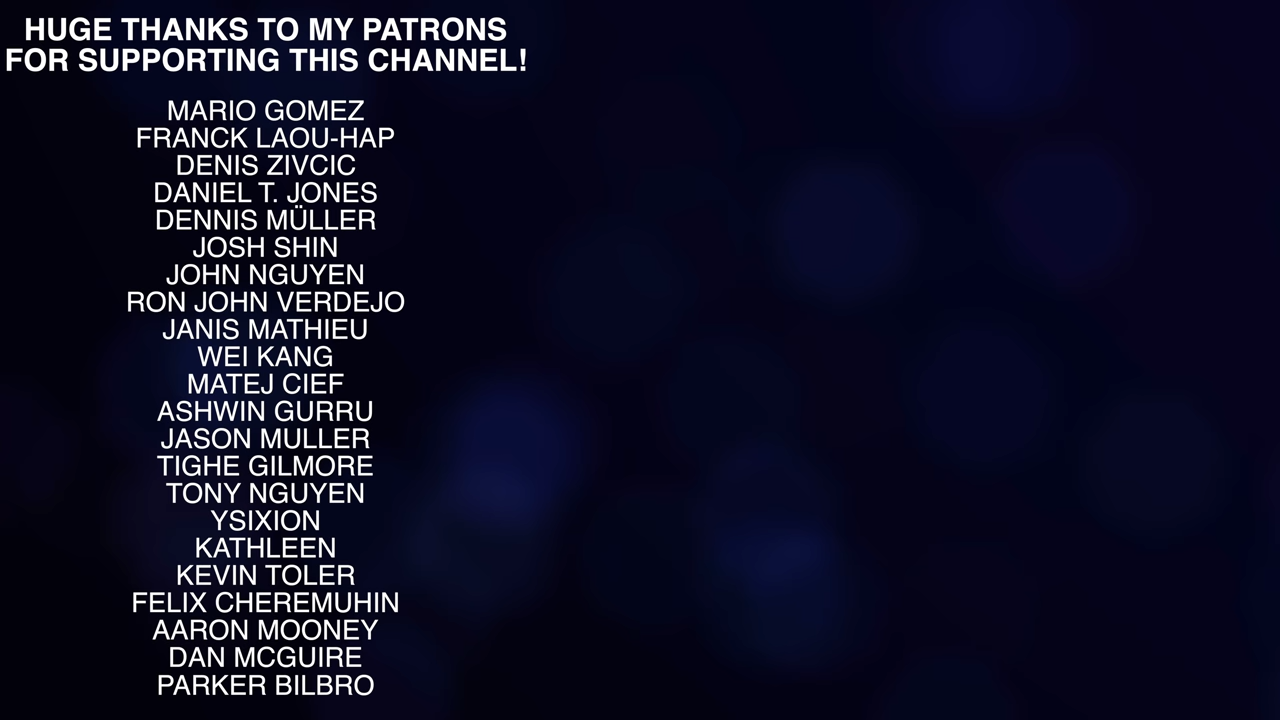 HUGE THANKS TO MY PATRONS
FOR SUPPORTING THIS CHANNEL!
MARIO GOMEZ
FRANCK LAOU-HAP
DENIS ZIVCIC
DANIEL T. JONES
DENNIS MÜLLER
JOSH SHIN
JOHN NGUYEN
RON JOHN VERDEJO
JANIS MATHIEU
WEI KANG
MATEJ CIEF
ASHWIN GURRU
JASON MULLER
TIGHE GILMORE
TONY NGUYEN
YSIXION
KATHLEEN
KEVIN TOLER
FELIX CHEREMUHIN
AARON MOONEY
DAN MCGUIRE
PARKER BILBRO